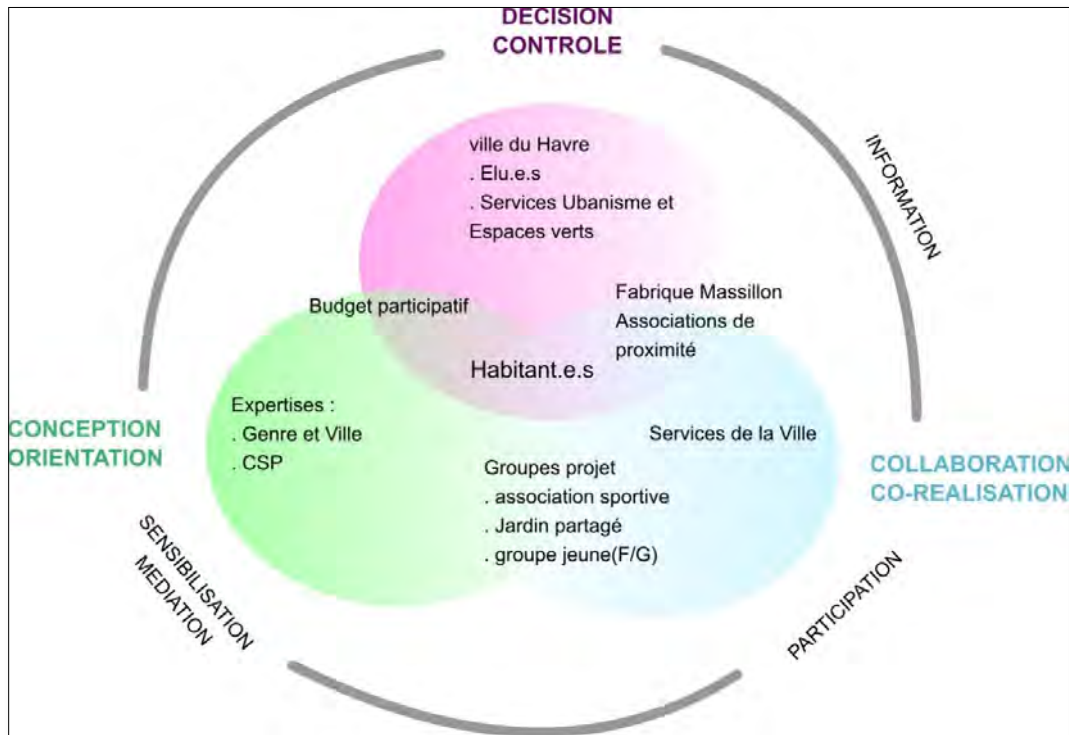 DECISION
CONTROLE
INFORMATION
ville du Havre
. Elu.e.s
. Services Ubanisme et
Espaces verts
Budget participatif
Fabrique Massillon
Associations de
proximité
Habitant.e.s
Expertises :
. Genre et Ville
. CSP
CONCEPTION
ORIENTATION
Services de la Ville
Groupes projet
. association sportive
. Jardin partagé
. groupe jeune(F/G)
COLLABORATION
CO-REALISATION
SENSIBILISATION
MEDIATION
PARTICIPATION